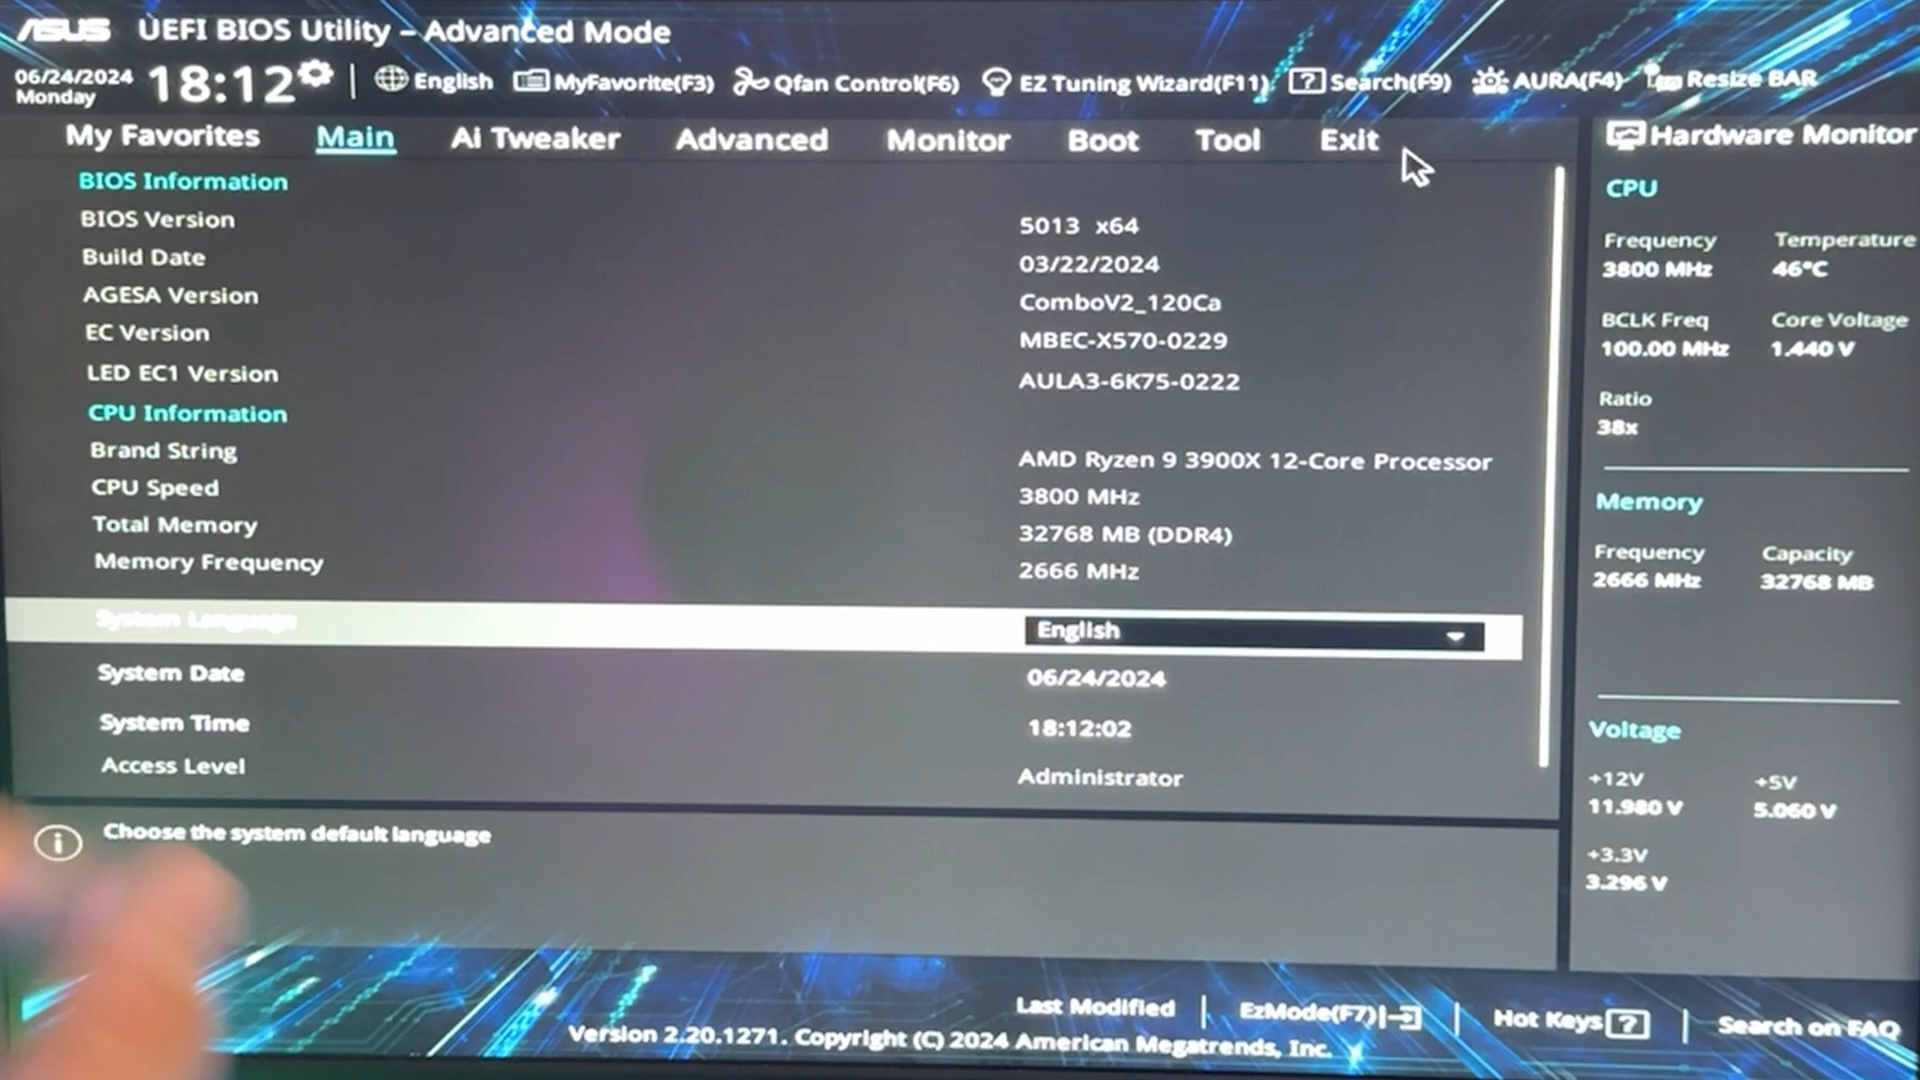 ASUS UEFI BIOS Utility – Advanced Mode
06/24/2024
Monday
18:12
English
MyFavorite(F3)
Qfan Control(F6)
EZ Tuning Wizard(F11)
Search(F9)
AURA(F4)
Resize BAR
My Favorites Main Ai Tweaker Advanced Monitor Boot Tool Exit
BIOS Information
BIOS Version 5013 x64
Build Date 03/22/2024
AGESA Version ComboV2_120Ca
EC Version MBEC-X570-0229
LED EC1 Version AULA3-6K75-0222
CPU Information
Brand String AMD Ryzen 9 3900X 12-Core Processor
CPU Speed 3800 MHz
Total Memory 32768 MB (DDR4)
Memory Frequency 2666 MHz
System Language English
System Date 06/24/2024
System Time 18:12:02
Access Level Administrator
Choose the system default language
Hardware Monitor
CPU
Frequency Temperature
3800 MHz 46°C
BCLK Freq Core Voltage
100.00 MHz 1.440 V
Ratio
38x
Memory
Frequency Capacity
2666 MHz 32768 MB
Voltage
+12V +5V
11.980 V 5.060 V
+3.3V
3.296 V
Last Modified
EzMode(F7)
Hot Keys ?
Search on FAQ
Version 2.20.1271. Copyright (C) 2024 American Megatrends, Inc.